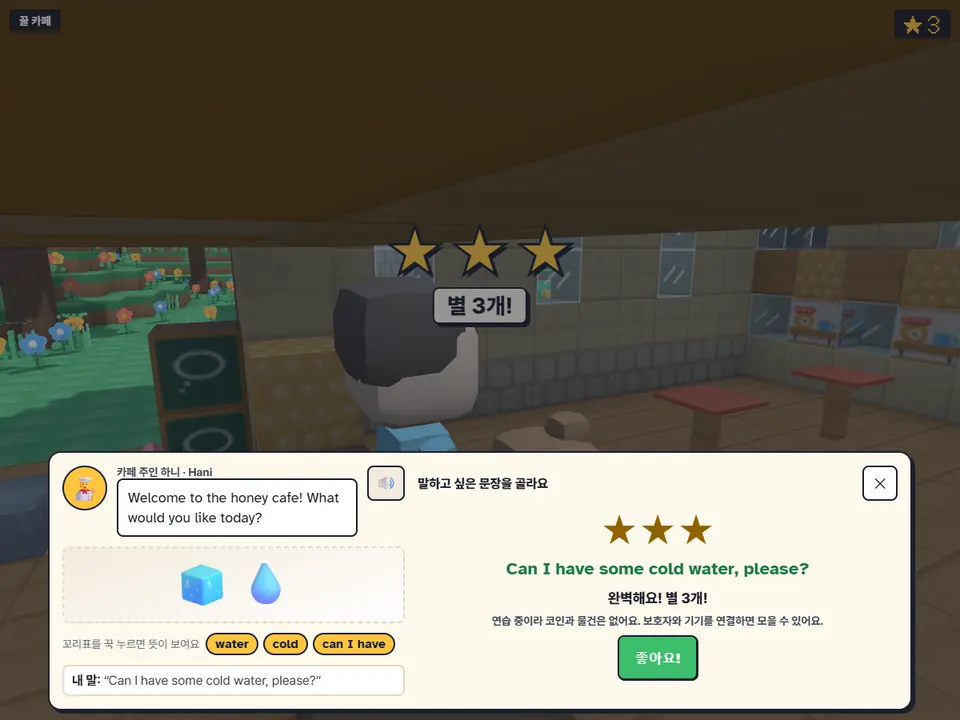 꿀 카페
3
별 3개!
카페 주인 하니 · Hani
Welcome to the honey cafe! What
would you like today?
말하고 싶은 문장을 골라요
Can I have some cold water, please?
완벽해요! 별 3개!
연습 중이라 코인과 물건은 없어요. 보호자와 기기를 연결하면 모을 수 있어요.
좋아요!
꼬리표를 꾹 누르면 뜻이 보여요 water cold can I have
내 말: “Can I have some cold water, please?”